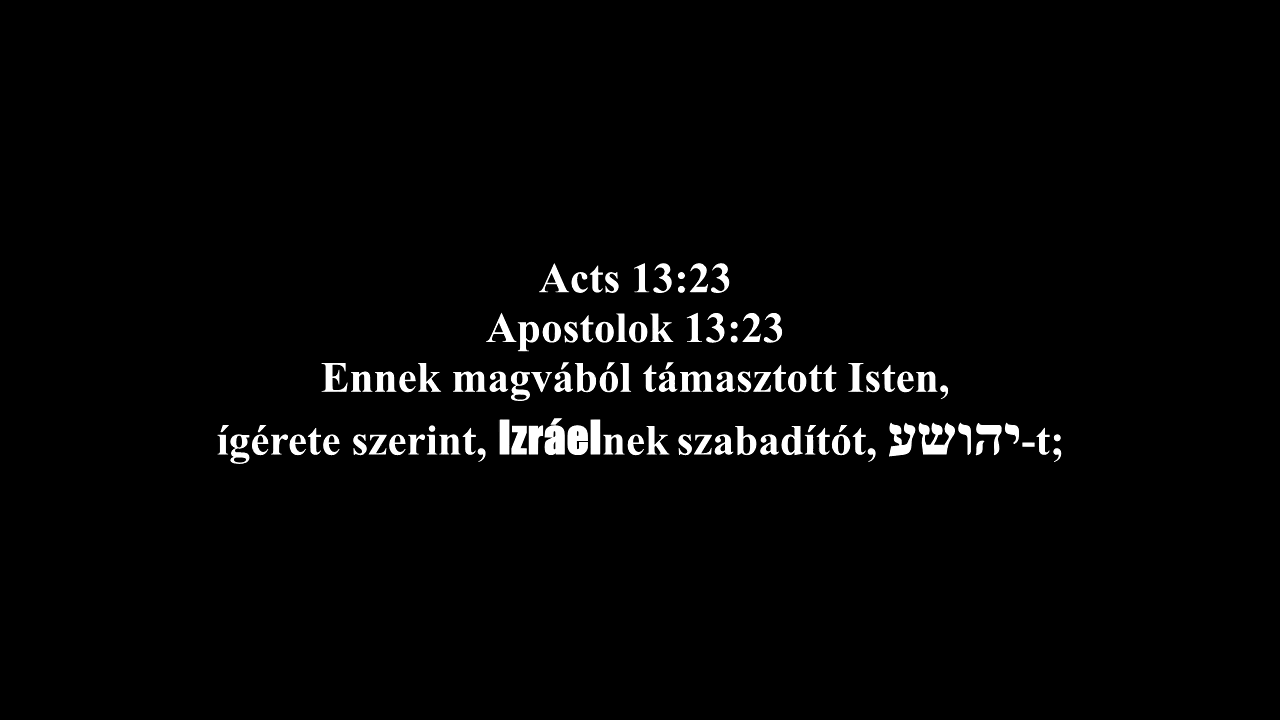 Acts 13:23
Apostolok 13:23
Ennek magvából támasztott Isten,
ígérete szerint, Izráelnek szabadítót, יהושע-t;